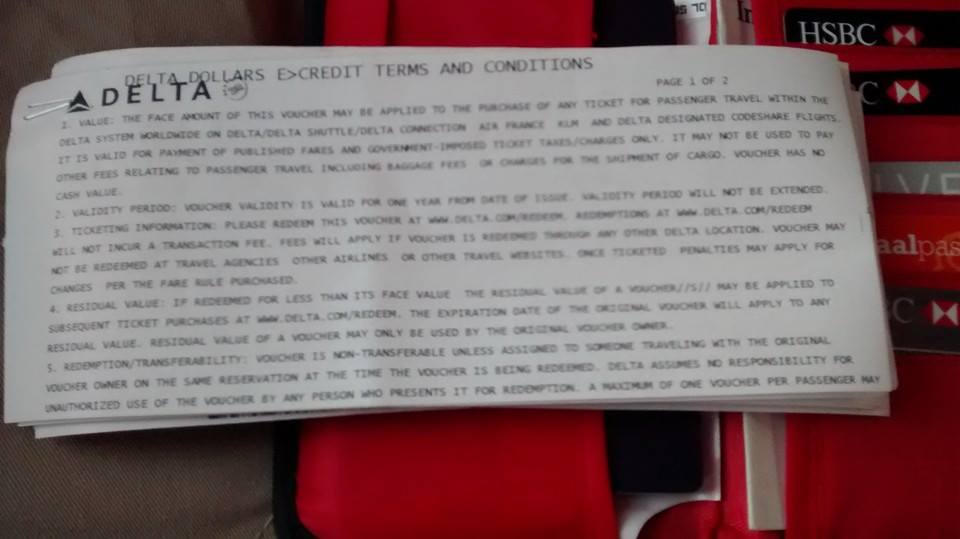 DELTA DOLLARS E>CREDIT TERMS AND CONDITIONS
DELTA
PAGE 1 OF 2
1. VALUE: THE FACE AMOUNT OF THIS VOUCHER MAY BE APPLIED TO THE PURCHASE OF ANY TICKET FOR PASSENGER TRAVEL WITHIN THE
DELTA SYSTEM WORLDWIDE ON DELTA/DELTA SHUTTLE/DELTA CONNECTION AIR FRANCE KLM AND DELTA DESIGNATED CODESHARE FLIGHTS.
IT IS VALID FOR PAYMENT OF PUBLISHED FARES AND GOVERNMENT-IMPOSED TICKET TAXES/CHARGES ONLY. IT MAY NOT BE USED TO PAY
OTHER FEES RELATING TO PASSENGER TRAVEL INCLUDING BAGGAGE FEES OR CHARGES FOR THE SHIPMENT OF CARGO. VOUCHER HAS NO
CASH VALUE.
2. VALIDITY PERIOD: VOUCHER VALIDITY IS VALID FOR ONE YEAR FROM DATE OF ISSUE. VALIDITY PERIOD WILL NOT BE EXTENDED.
3. TICKETING INFORMATION: PLEASE REDEEM THIS VOUCHER AT WWW.DELTA.COM/REDEEM. REDEMPTIONS AT WWW.DELTA.COM/REDEEM
WILL NOT INCUR A TRANSACTION FEE. FEES WILL APPLY IF VOUCHER IS REDEEMED THROUGH ANY OTHER DELTA LOCATION. VOUCHER MAY
NOT BE REDEEMED AT TRAVEL AGENCIES OTHER AIRLINES OR OTHER TRAVEL WEBSITES. ONCE TICKETED PENALTIES MAY APPLY FOR
CHANGES PER THE FARE RULE PURCHASED.
4. RESIDUAL VALUE: IF REDEEMED FOR LESS THAN ITS FACE VALUE THE RESIDUAL VALUE OF A VOUCHER//S// MAY BE APPLIED TO
SUBSEQUENT TICKET PURCHASES AT WWW.DELTA.COM/REDEEM. THE EXPIRATION DATE OF THE ORIGINAL VOUCHER WILL APPLY TO ANY
RESIDUAL VALUE. RESIDUAL VALUE OF A VOUCHER MAY ONLY BE USED BY THE ORIGINAL VOUCHER OWNER.
5. REDEMPTION/TRANSFERABILITY: VOUCHER IS NON-TRANSFERABLE UNLESS ASSIGNED TO SOMEONE TRAVELING WITH THE ORIGINAL
VOUCHER OWNER ON THE SAME RESERVATION AT THE TIME THE VOUCHER IS BEING REDEEMED. DELTA ASSUMES NO RESPONSIBILITY FOR
UNAUTHORIZED USE OF THE VOUCHER BY ANY PERSON WHO PRESENTS IT FOR REDEMPTION. A MAXIMUM OF ONE VOUCHER PER PASSENGER MAY
HSBC
C
aalpas
BC